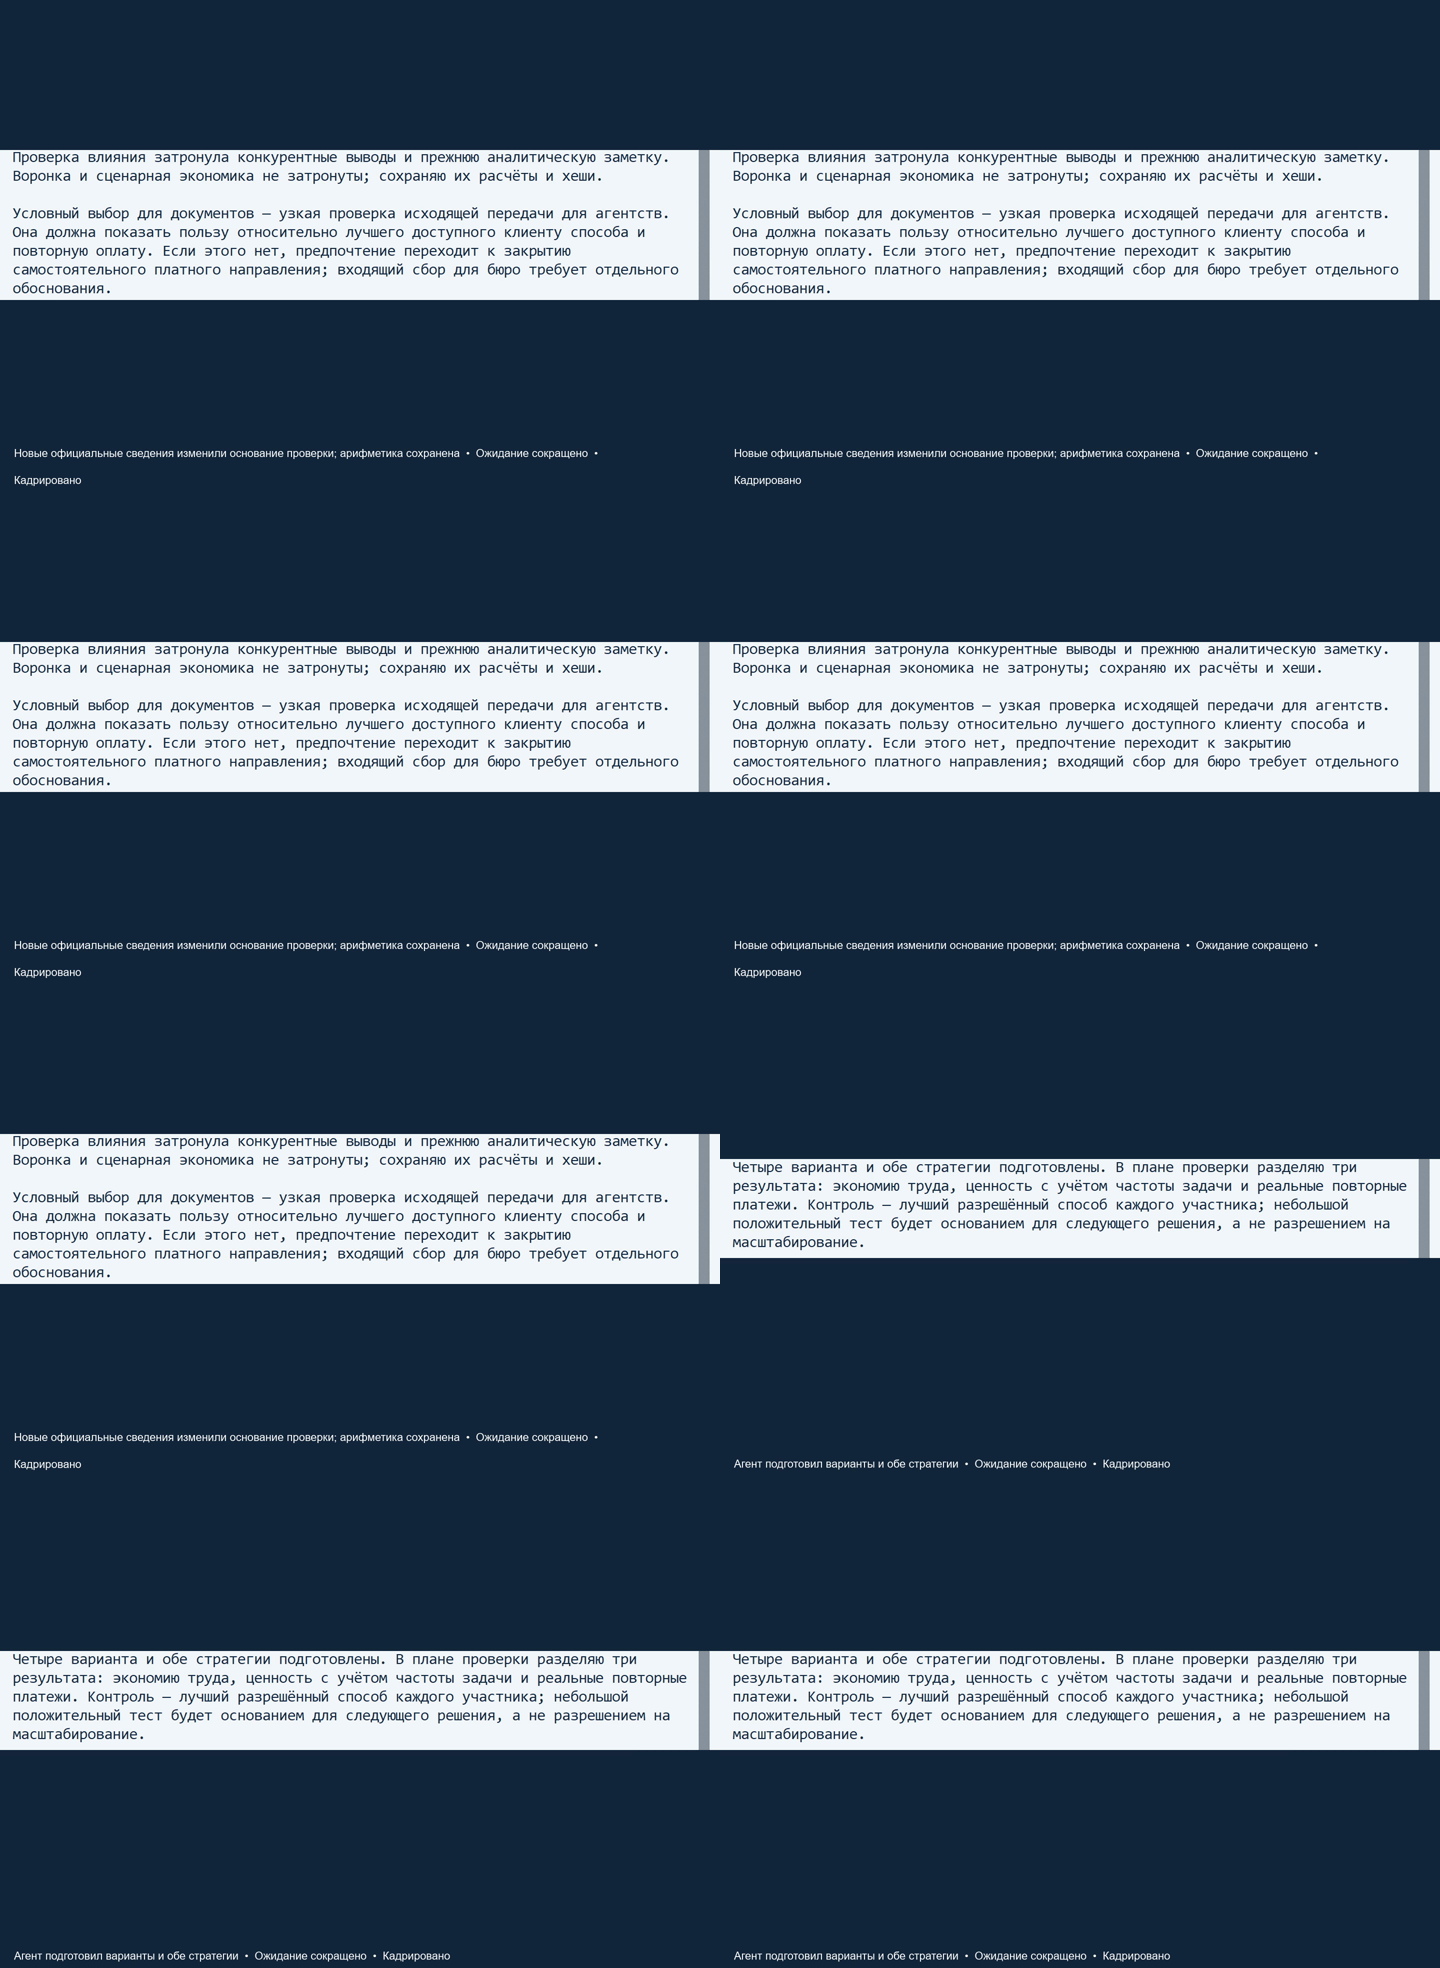 Проверка влияния затронула конкурентные выводы и прежнюю аналитическую заметку.
Воронка и сценарная экономика не затронуты; сохраняю их расчёты и хеши.
Условный выбор для документов — узкая проверка исходящей передачи для агентств.
Она должна показать пользу относительно лучшего доступного клиенту способа и
повторную оплату. Если этого нет, предпочтение переходит к закрытию
самостоятельного платного направления; входящий сбор для бюро требует отдельного
обоснования.
Новые официальные сведения изменили основание проверки; арифметика сохранена • Ожидание сокращено •
Кадрировано
Проверка влияния затронула конкурентные выводы и прежнюю аналитическую заметку.
Воронка и сценарная экономика не затронуты; сохраняю их расчёты и хеши.
Условный выбор для документов — узкая проверка исходящей передачи для агентств.
Она должна показать пользу относительно лучшего доступного клиенту способа и
повторную оплату. Если этого нет, предпочтение переходит к закрытию
самостоятельного платного направления; входящий сбор для бюро требует отдельного
обоснования.
Новые официальные сведения изменили основание проверки; арифметика сохранена • Ожидание сокращено •
Кадрировано
Проверка влияния затронула конкурентные выводы и прежнюю аналитическую заметку.
Воронка и сценарная экономика не затронуты; сохраняю их расчёты и хеши.
Условный выбор для документов — узкая проверка исходящей передачи для агентств.
Она должна показать пользу относительно лучшего доступного клиенту способа и
повторную оплату. Если этого нет, предпочтение переходит к закрытию
самостоятельного платного направления; входящий сбор для бюро требует отдельного
обоснования.
Новые официальные сведения изменили основание проверки; арифметика сохранена • Ожидание сокращено •
Кадрировано
Проверка влияния затронула конкурентные выводы и прежнюю аналитическую заметку.
Воронка и сценарная экономика не затронуты; сохраняю их расчёты и хеши.
Условный выбор для документов — узкая проверка исходящей передачи для агентств.
Она должна показать пользу относительно лучшего доступного клиенту способа и
повторную оплату. Если этого нет, предпочтение переходит к закрытию
самостоятельного платного направления; входящий сбор для бюро требует отдельного
обоснования.
Новые официальные сведения изменили основание проверки; арифметика сохранена • Ожидание сокращено •
Кадрировано
Проверка влияния затронула конкурентные выводы и прежнюю аналитическую заметку.
Воронка и сценарная экономика не затронуты; сохраняю их расчёты и хеши.
Условный выбор для документов — узкая проверка исходящей передачи для агентств.
Она должна показать пользу относительно лучшего доступного клиенту способа и
повторную оплату. Если этого нет, предпочтение переходит к закрытию
самостоятельного платного направления; входящий сбор для бюро требует отдельного
обоснования.
Новые официальные сведения изменили основание проверки; арифметика сохранена • Ожидание сокращено •
Кадрировано
Четыре варианта и обе стратегии подготовлены. В плане проверки разделяю три
результата: экономию труда, ценность с учётом частоты задачи и реальные повторные
платежи. Контроль — лучший разрешённый способ каждого участника; небольшой
положительный тест будет основанием для следующего решения, а не разрешением на
масштабирование.
Агент подготовил варианты и обе стратегии • Ожидание сокращено • Кадрировано
Четыре варианта и обе стратегии подготовлены. В плане проверки разделяю три
результата: экономию труда, ценность с учётом частоты задачи и реальные повторные
платежи. Контроль — лучший разрешённый способ каждого участника; небольшой
положительный тест будет основанием для следующего решения, а не разрешением на
масштабирование.
Агент подготовил варианты и обе стратегии • Ожидание сокращено • Кадрировано
Четыре варианта и обе стратегии подготовлены. В плане проверки разделяю три
результата: экономию труда, ценность с учётом частоты задачи и реальные повторные
платежи. Контроль — лучший разрешённый способ каждого участника; небольшой
положительный тест будет основанием для следующего решения, а не разрешением на
масштабирование.
Агент подготовил варианты и обе стратегии • Ожидание сокращено • Кадрировано